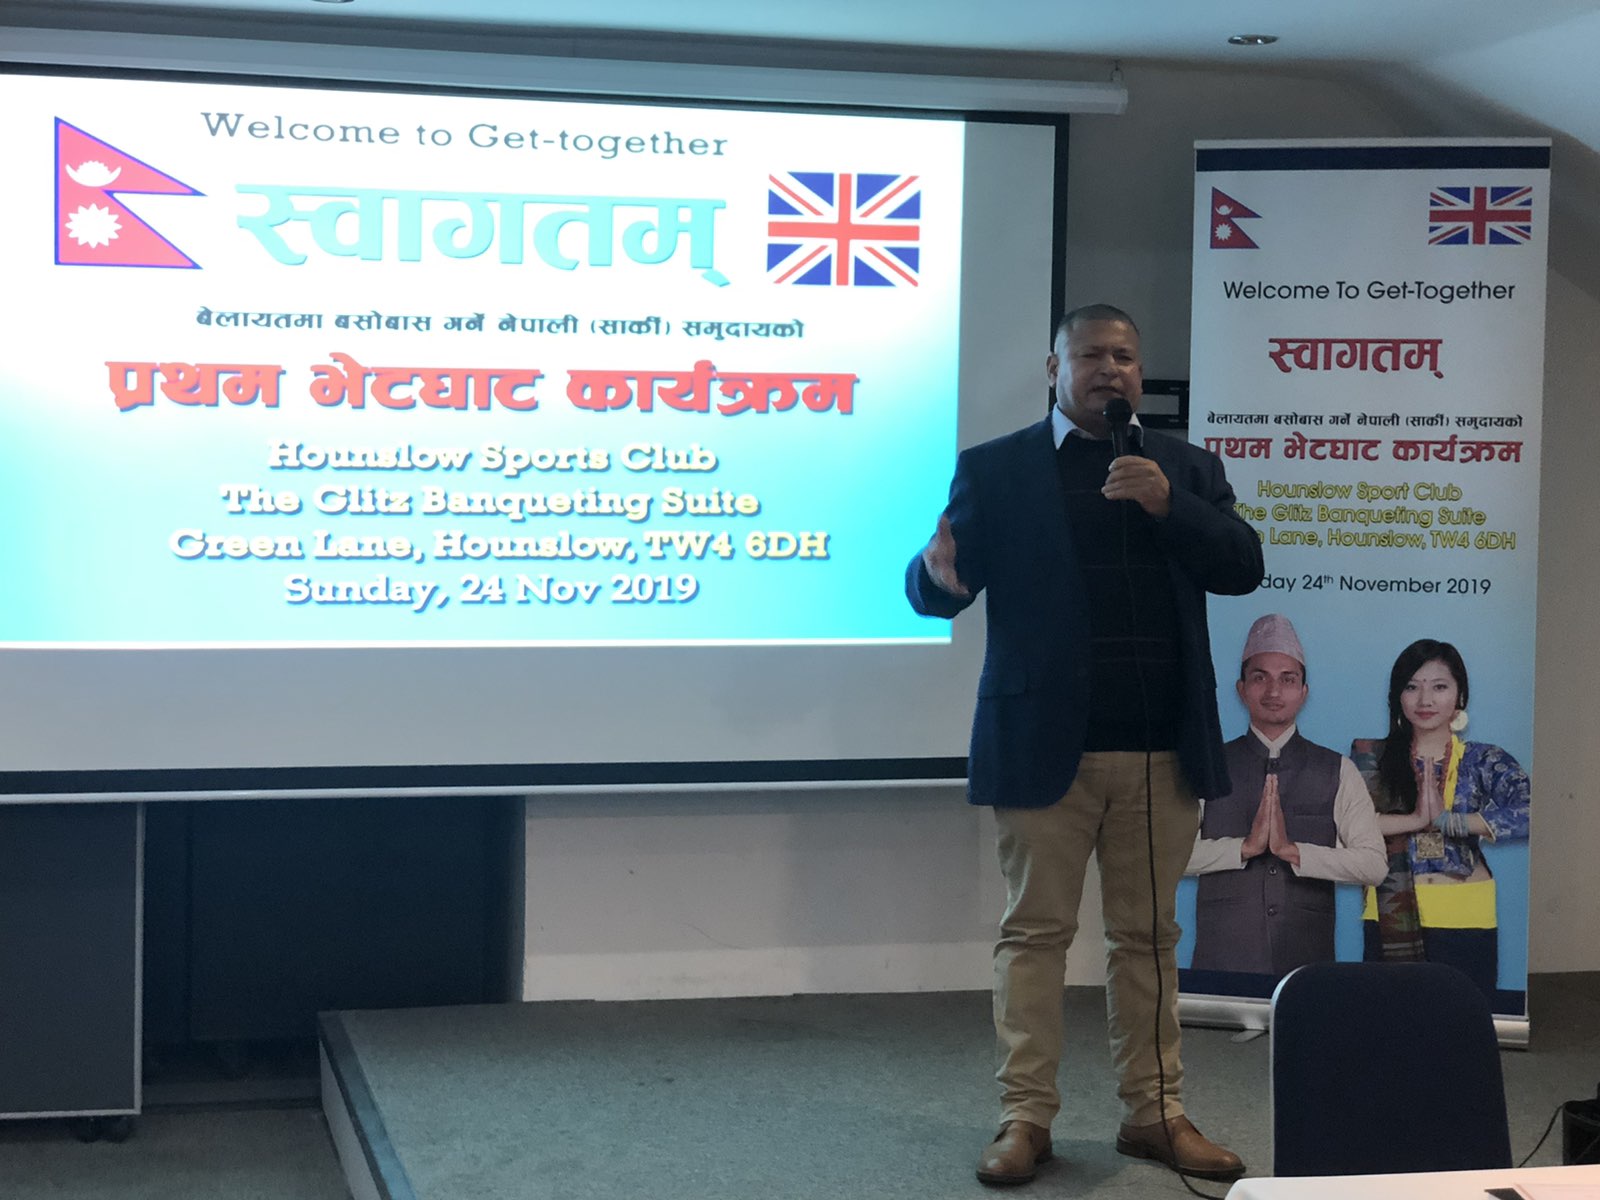 Welcome to Get-together
स्वागतम्
बेलायतमा बसोबास गर्ने नेपाली (सार्की) समुदायको
प्रथम भेटघाट कार्यक्रम
Hounslow Sports Club
The Glitz Banqueting Suite
Green Lane, Hounslow, TW4 6DH
Sunday, 24 Nov 2019
Welcome To Get-Together
स्वागतम्
बेलायतमा बसोबास गर्ने नेपाली (सार्की) समुदायको
प्रथम भेटघाट कार्यक्रम
Hounslow Sport Club
The Glitz Banqueting Suite
Lane, Hounslow, TW4 6DH
24th November 2019